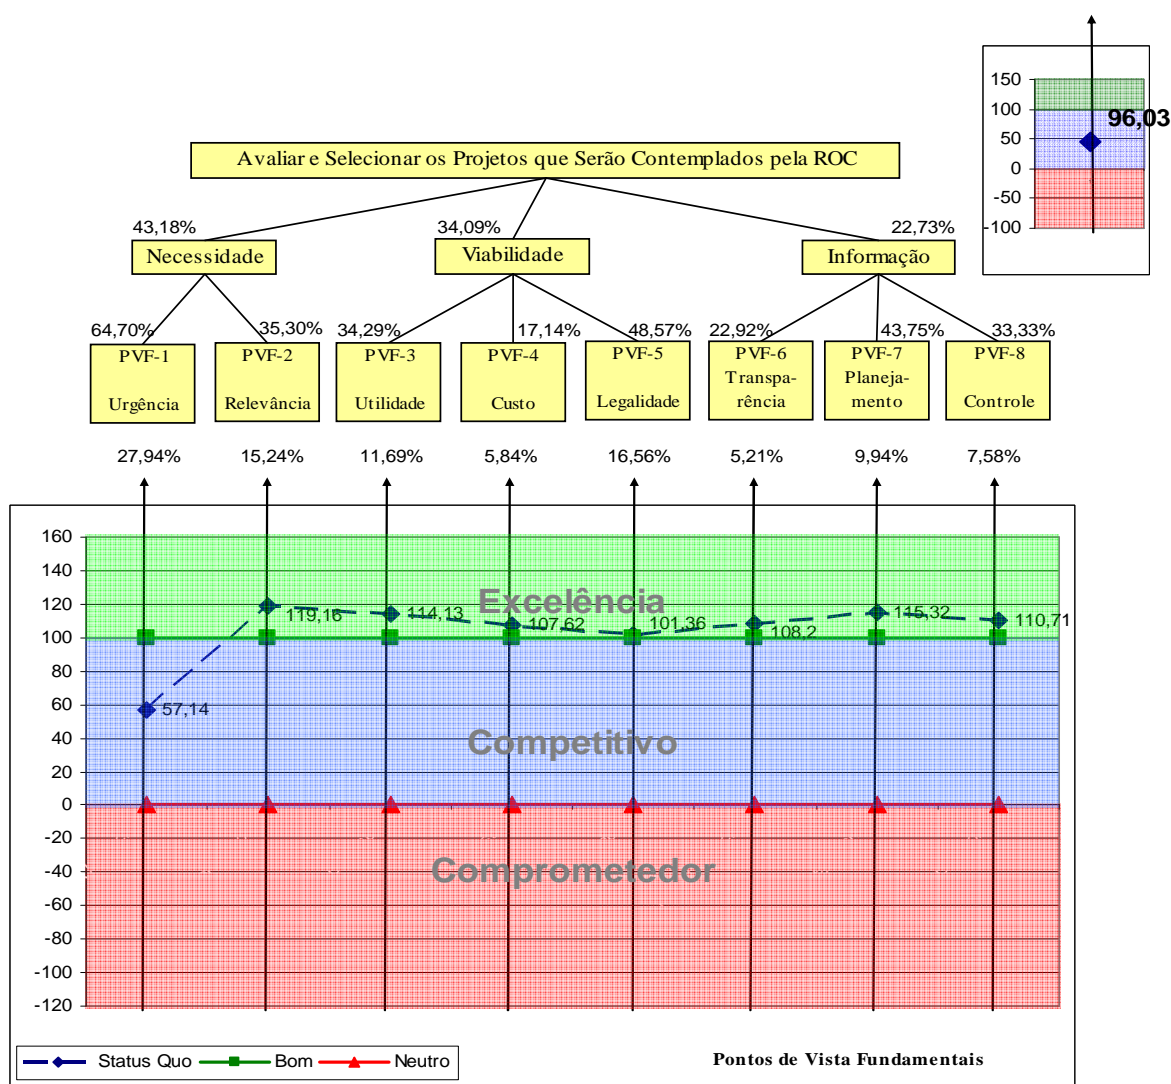 150
100
50
0
-50
-100
96,03
Avaliar e Selecionar os Projetos que Serão Contemplados pela ROC
43,18%
34,09%
22,73%
Necessidade
Viabilidade
Informação
64,70%
35,30%
34,29%
17,14%
48,57%
22,92%
43,75%
33,33%
PVF-1
Urgência
PVF-2
Relevância
PVF-3
Utilidade
PVF-4
Custo
PVF-5
Legalidade
PVF-6
Transpa-
rência
PVF-7
Planeja-
mento
PVF-8
Controle
27,94%
15,24%
11,69%
5,84%
16,56%
5,21%
9,94%
7,58%
160
140
120
100
80
60
40
20
0
-20
-40
-60
-80
-100
-120
Excelência
57,14
119,16
114,13
107,62
101,36
108,2
115,32
110,71
Competitivo
Comprometedor
Status Quo
Bom
Neutro
Pontos de Vista Fundamentais